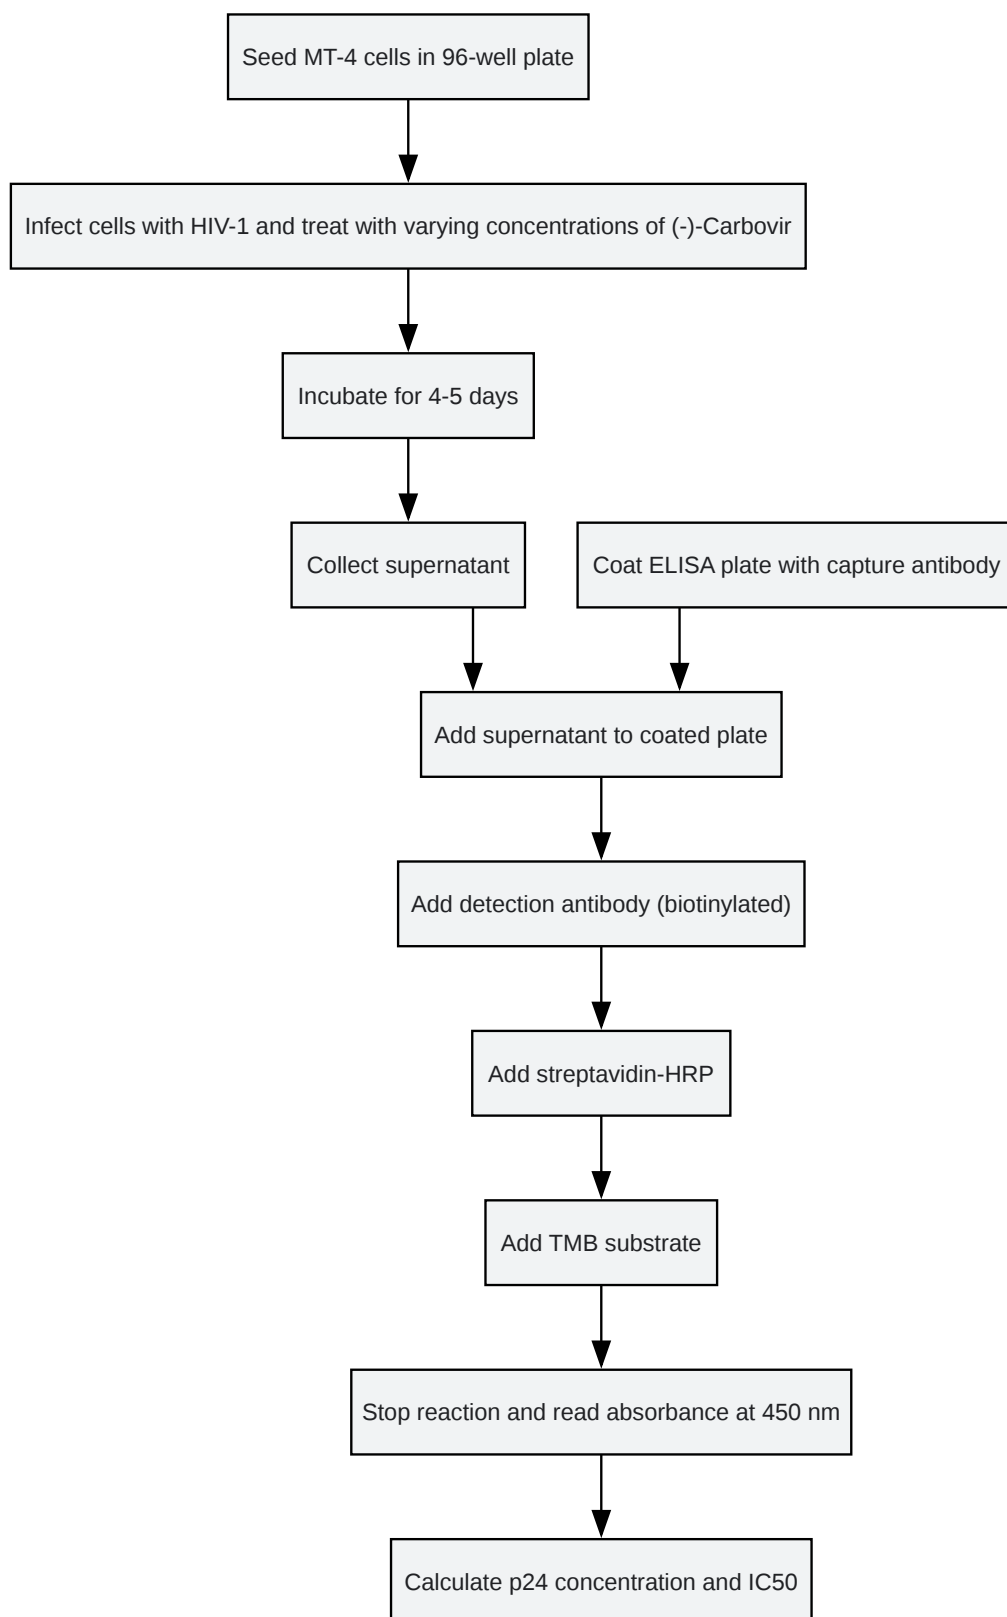 Seed MT-4 cells in 96-well plate
Infect cells with HIV-1 and treat with varying concentrations of (-)-Carbovir
Incubate for 4-5 days
Collect supernatant
Coat ELISA plate with capture antibody
Add supernatant to coated plate
Add detection antibody (biotinylated)
Add streptavidin-HRP
Add TMB substrate
Stop reaction and read absorbance at 450 nm
Calculate p24 concentration and IC50